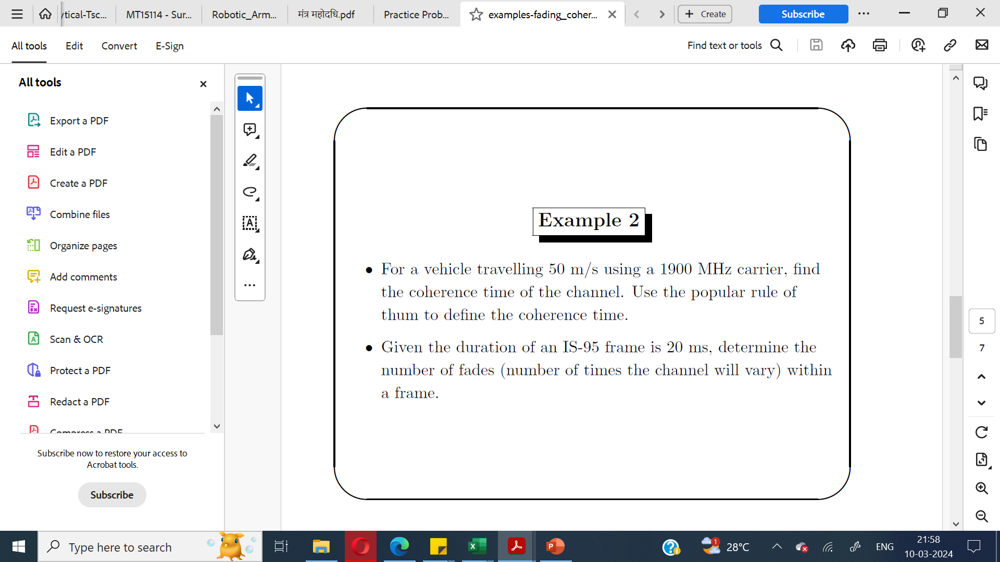 ytical-Tsc...
MT15114 - Sur...
Robotic_Arm...
मंत्र महोदधि.pdf
Practice Prob...
examples-fading_coher...
Create
Subscribe
All tools
Edit
Convert
E-Sign
Find text or tools
All tools
Export a PDF
Edit a PDF
Create a PDF
Combine files
Organize pages
Add comments
Request e-signatures
Scan & OCR
Protect a PDF
Redact a PDF
Compress a PDF
Subscribe now to restore your access to
Acrobat tools.
Subscribe
Example 2
• For a vehicle travelling 50 m/s using a 1900 MHz carrier, find
the coherence time of the channel. Use the popular rule of
thum to define the coherence time.
• Given the duration of an IS-95 frame is 20 ms, determine the
number of fades (number of times the channel will vary) within
a frame.
5
7
Type here to search
1
28°C
ENG
21:58
10-03-2024